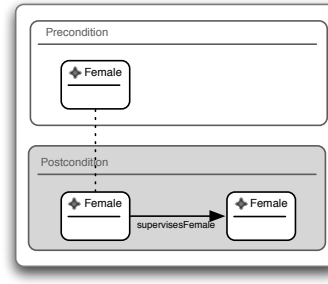 Precondition
Female
Postcondition
Female
Female
supervisesFemale